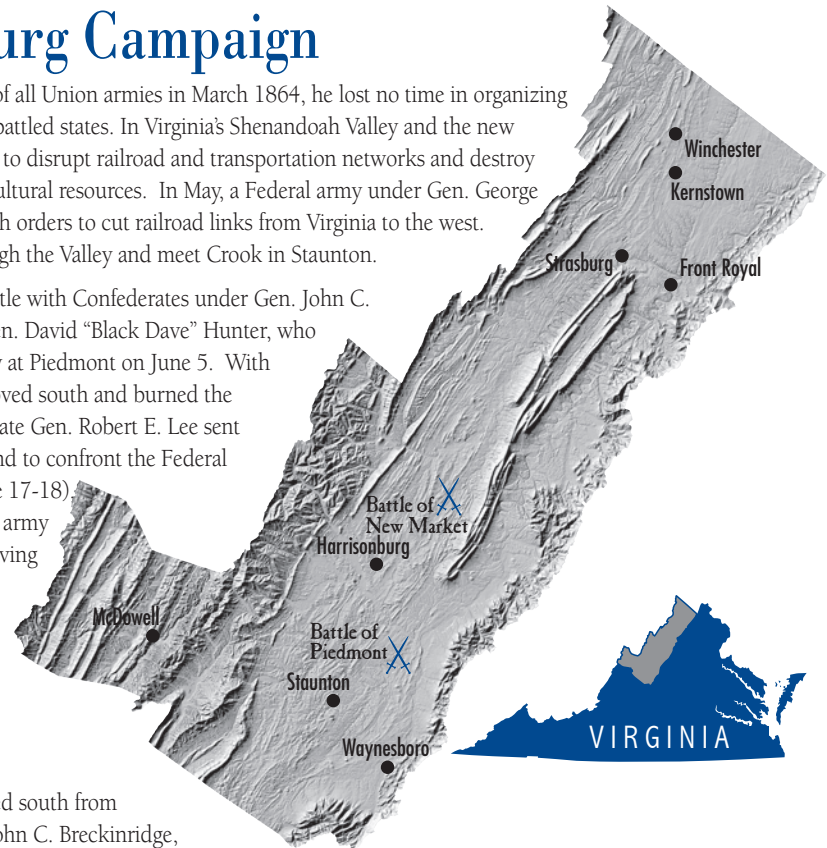 urg Campaign
of all Union armies in March 1864, he lost no time in organizing
battled states. In Virginia's Shenandoah Valley and the new
to disrupt railroad and transportation networks and destroy
ultural resources.  In May, a Federal army under Gen. George
h orders to cut railroad links from Virginia to the west.
gh the Valley and meet Crook in Staunton.
tle with Confederates under Gen. John C.
en. David “Black Dave” Hunter, who
y at Piedmont on June 5.  With
oved south and burned the
ate Gen. Robert E. Lee sent
nd to confront the Federal
e 17-18),
army
ving
ed south from
ohn C. Breckinridge,
Winchester
Kernstown
Strasburg
Front Royal
Battle of
New Market
Harrisonburg
McDowell
Battle of
Piedmont
Staunton
Waynesboro
VIRGINIA